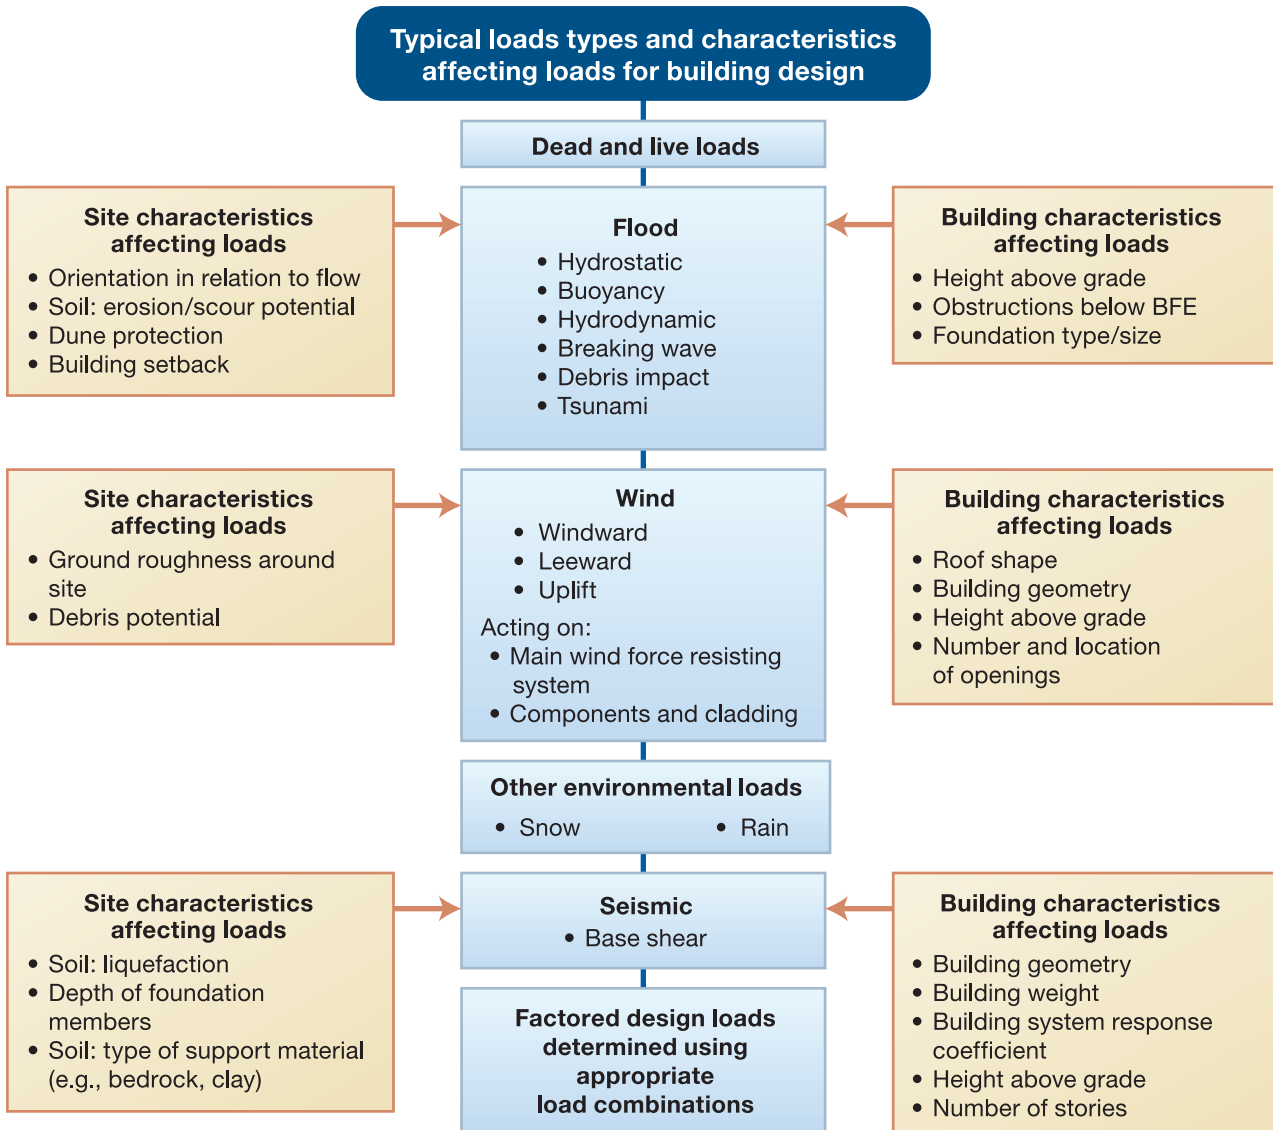 Typical loads types and characteristics
affecting loads for building design
Dead and live loads
Site characteristics
affecting loads
• Orientation in relation to flow
• Soil: erosion/scour potential
• Dune protection
• Building setback
Flood
• Hydrostatic
• Buoyancy
• Hydrodynamic
• Breaking wave
• Debris impact
• Tsunami
Building characteristics
affecting loads
• Height above grade
• Obstructions below BFE
• Foundation type/size
Site characteristics
affecting loads
• Ground roughness around
site
• Debris potential
Wind
• Windward
• Leeward
• Uplift
Acting on:
• Main wind force resisting
system
• Components and cladding
Building characteristics
affecting loads
• Roof shape
• Building geometry
• Height above grade
• Number and location
of openings
Other environmental loads
• Snow
• Rain
Site characteristics
affecting loads
• Soil: liquefaction
• Depth of foundation
members
• Soil: type of support material
(e.g., bedrock, clay)
Seismic
• Base shear
Building characteristics
affecting loads
• Building geometry
• Building weight
• Building system response
coefficient
• Height above grade
• Number of stories
Factored design loads
determined using
appropriate
load combinations